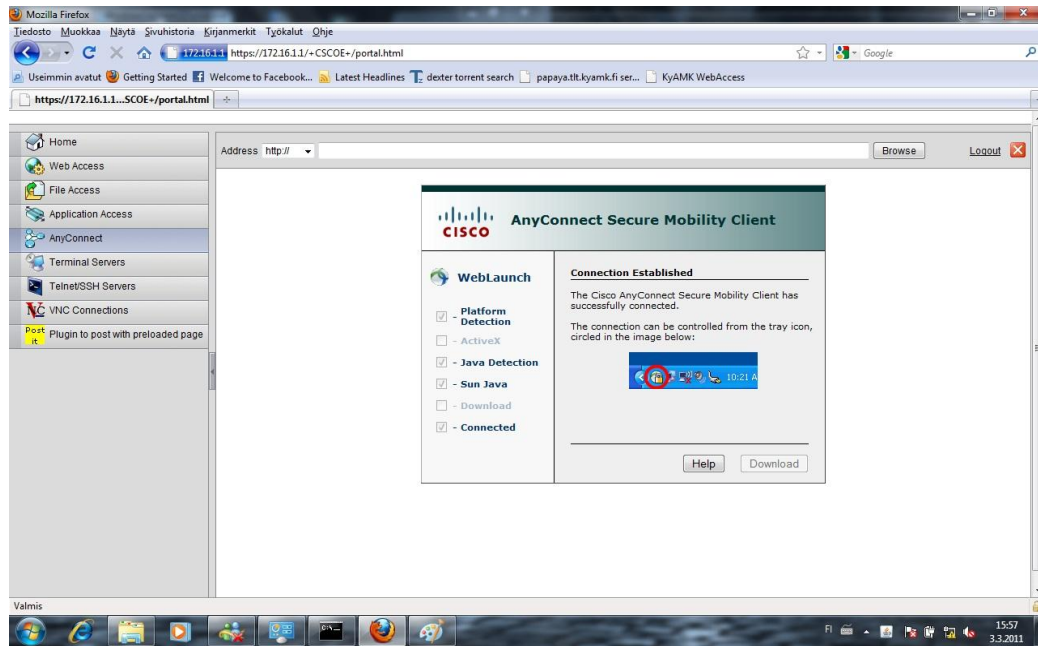 Mozilla Firefox
Tiedosto Muokkaa Näytä Sivuhistoria Kirjanmerkit Työkalut Ohje
172.16.1.1 https://172.16.1.1/+CSCOE+/portal.html Google
Useimmin avatut Getting Started Welcome to Facebook... Latest Headlines dexter torrent search papaya.tlt.kyamk.fi ser... KyAMK WebAccess
https://172.16.1.1...SCOE+/portal.html
Home
Address http:// Browse Logout
Web Access
File Access
Application Access
AnyConnect
Terminal Servers
Telnet/SSH Servers
VNC Connections
Post it Plugin to post with preloaded page
CISCO AnyConnect Secure Mobility Client
WebLaunch
- Platform Detection
- ActiveX
- Java Detection
- Sun Java
- Download
- Connected
Connection Established
The Cisco AnyConnect Secure Mobility Client has
successfully connected.
The connection can be controlled from the tray icon,
circled in the image below:
10:21 A
Help Download
Valmis
FI 15:57
3.3.2011